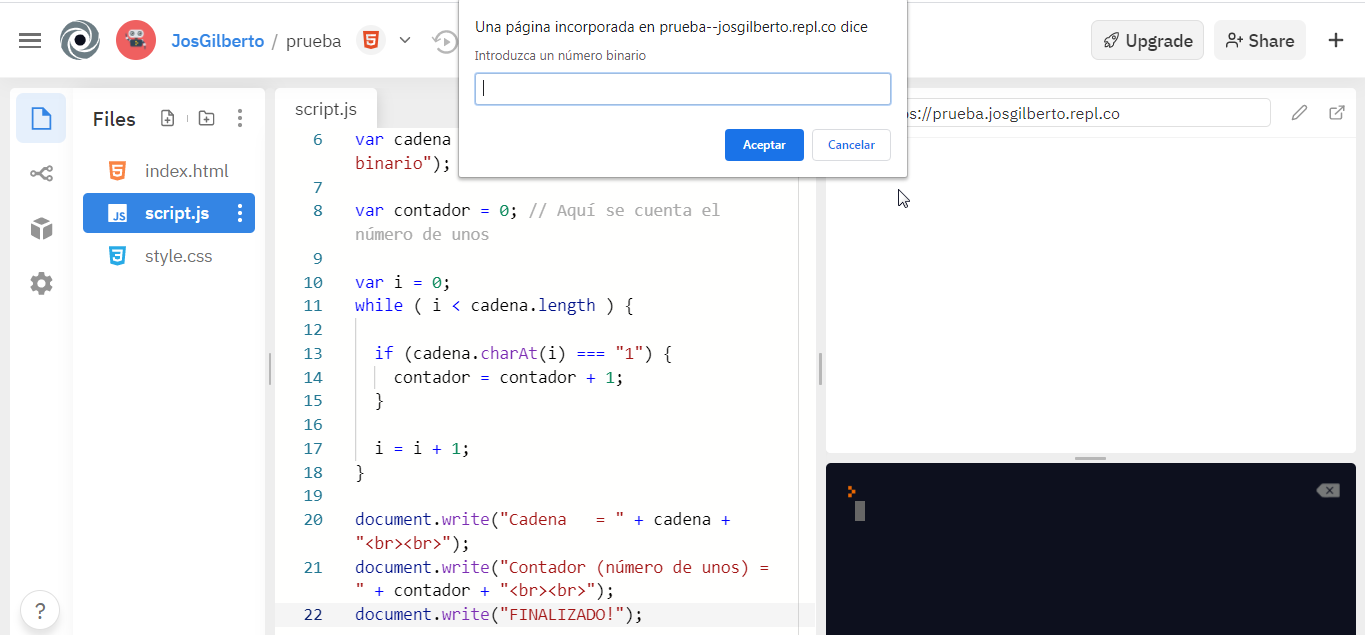 JosGilberto / prueba
Una página incorporada en prueba--josgilberto.repl.co dice
Introduzca un número binario
Aceptar
Cancelar
Upgrade
Share
Files
index.html
JS
script.js
style.css
?
script.js
6 var cadena
binario");
7
8 var contador = 0; // Aquí se cuenta el
número de unos
9
10 var i = 0;
11 while ( i < cadena.length ) {
12
13 if (cadena.charAt(i) === "1") {
14 contador = contador + 1;
15 }
16
17 i = i + 1;
18 }
19
20 document.write("Cadena   = " + cadena +
"<br><br>");
21 document.write("Contador (número de unos) =
" + contador + "<br><br>");
22 document.write("FINALIZADO!");
ps://prueba.josgilberto.repl.co